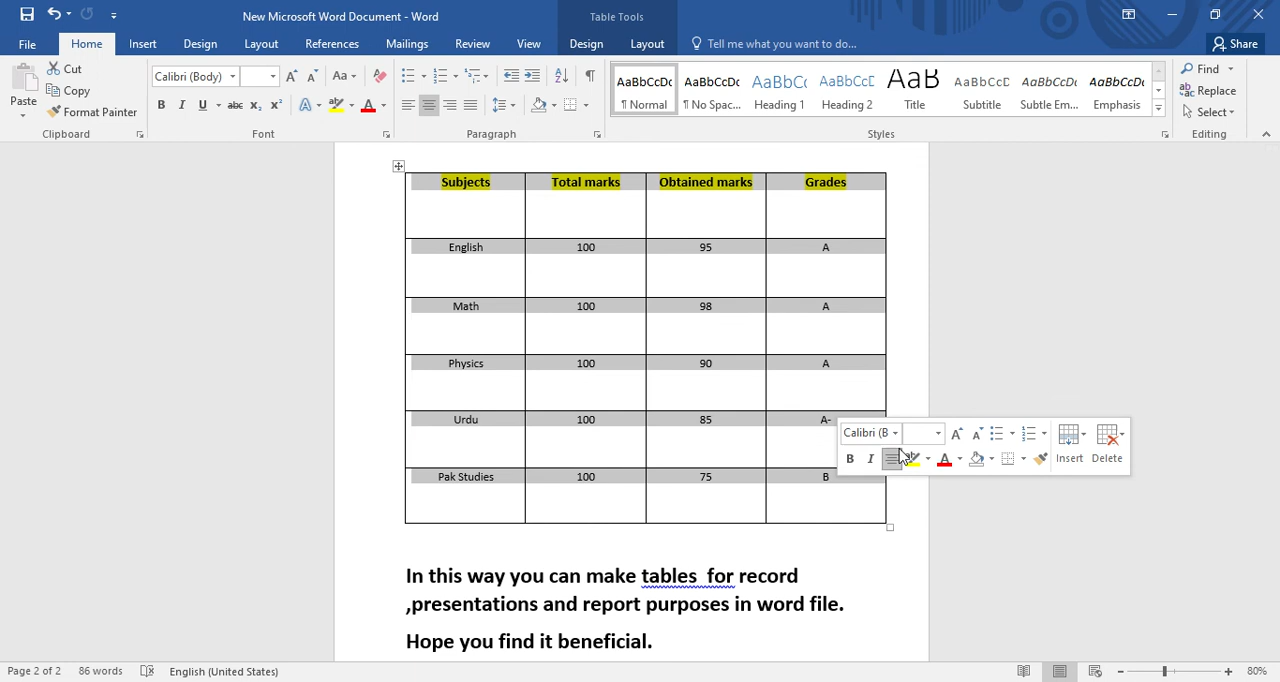 New Microsoft Word Document - Word
Table Tools
File Home Insert Design Layout References Mailings Review View Design Layout Tell me what you want to do... Share
Paste
Cut
Copy
Format Painter
Clipboard
Calibri (Body)
Font
Paragraph
AaBbCcDc AaBbCcDc AaBbCc AaBbCcD AaB AaBbCcD AaBbCcDc AaBbCcDc
¶ Normal ¶ No Spac... Heading 1 Heading 2 Title Subtitle Subtle Em... Emphasis
Styles
Find
Replace
Select
Editing
Subjects Total marks Obtained marks Grades
English 100 95 A
Math 100 98 A
Physics 100 90 A
Urdu 100 85 A-
Pak Studies 100 75 B
Calibri (B
Insert Delete
In this way you can make tables  for record
,presentations and report purposes in word file.
Hope you find it beneficial.
Page 2 of 2 86 words English (United States) 80%